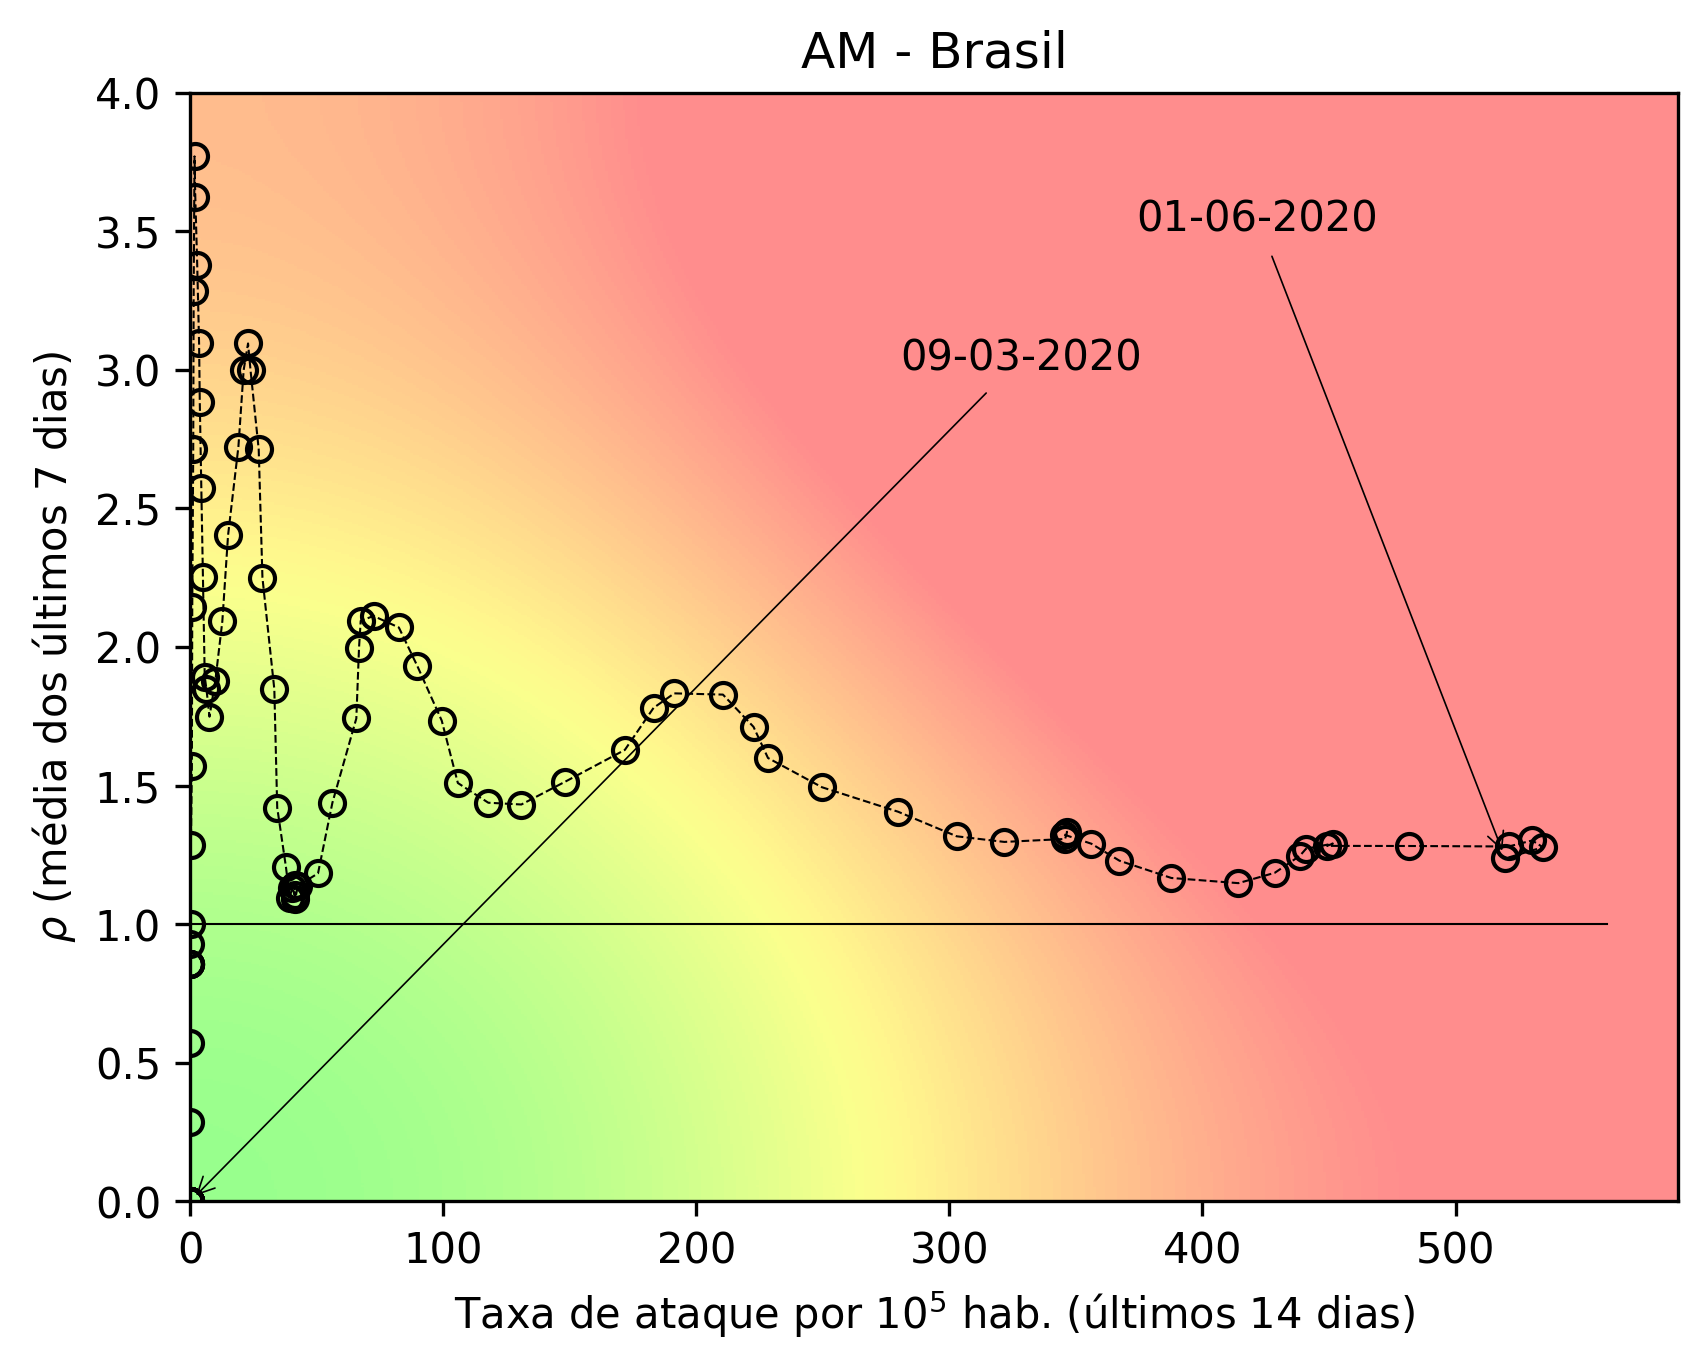 AM - Brasil
4.0
3.5
3.0
2.5
2.0
1.5
1.0
0.5
0.0
ρ (média dos últimos 7 dias)
01-06-2020
09-03-2020
0 100 200 300 400 500
Taxa de ataque por 10⁵ hab. (últimos 14 dias)